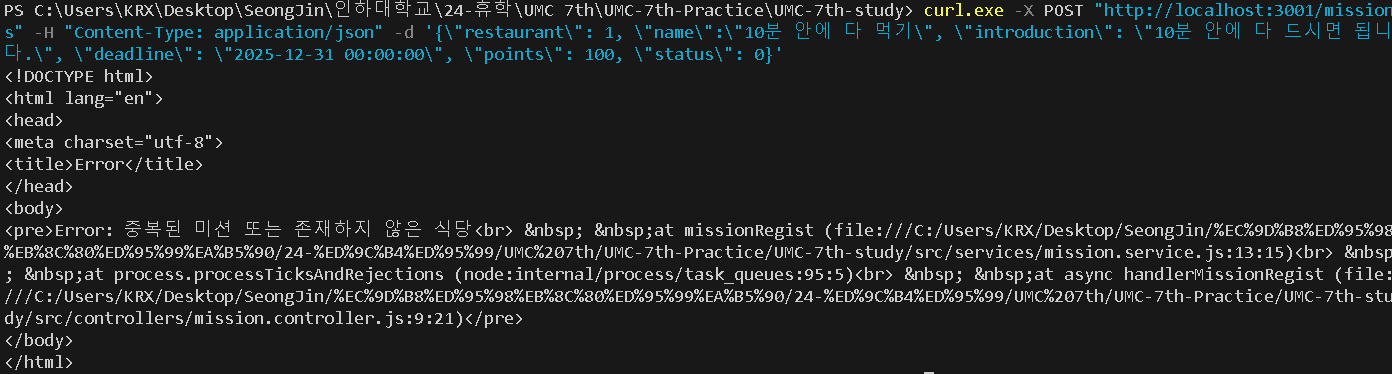 PS C:\Users\KRX\Desktop\SeongJin\인하대학교\24-휴학\UMC 7th\UMC-7th-Practice\UMC-7th-study> curl.exe -X POST "http://localhost:3001/mission
s" -H "Content-Type: application/json" -d '{\"restaurant\": 1, \"name\":\"10분 안에 다 먹기\", \"introduction\": \"10분 안에 다 드시면 됩니
다.\", \"deadline\": \"2025-12-31 00:00:00\", \"points\": 100, \"status\": 0}'
<!DOCTYPE html>
<html lang="en">
<head>
<meta charset="utf-8">
<title>Error</title>
</head>
<body>
<pre>Error: 중복된 미션 또는 존재하지 않은 식당<br> &nbsp; &nbsp;at missionRegist (file:///C:/Users/KRX/Desktop/SeongJin/%EC%9D%B8%ED%95%98
%EB%8C%80%ED%95%99%EA%B5%90/24-%ED%9C%B4%ED%95%99/UMC%207th/UMC-7th-Practice/UMC-7th-study/src/services/mission.service.js:13:15)<br> &nbsp
; &nbsp;at process.processTicksAndRejections (node:internal/process/task_queues:95:5)<br> &nbsp; &nbsp;at async handlerMissionRegist (file:
///C:/Users/KRX/Desktop/SeongJin/%EC%9D%B8%ED%95%98%EB%8C%80%ED%95%99%EA%B5%90/24-%ED%9C%B4%ED%95%99/UMC%207th/UMC-7th-Practice/UMC-7th-stu
dy/src/controllers/mission.controller.js:9:21)</pre>
</body>
</html>